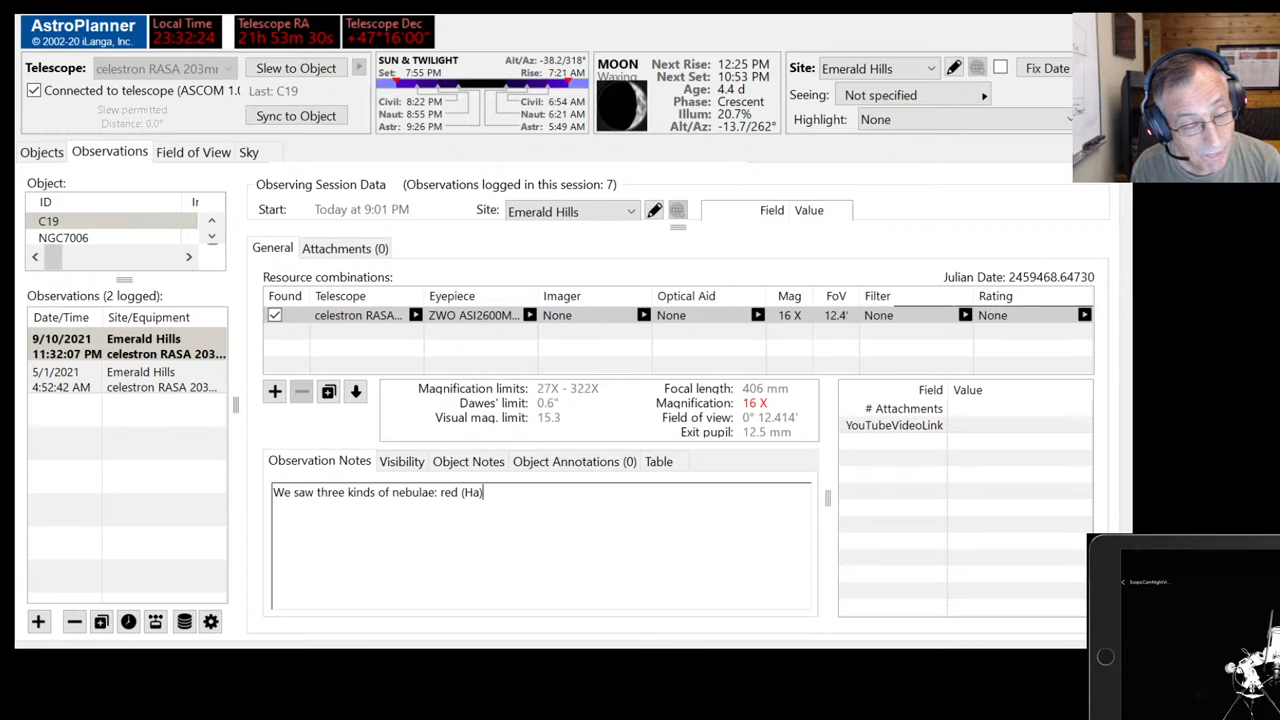 AstroPlanner
© 2002-20 iLanga, Inc.
Local Time
23:32:24
Telescope RA
21h 53m 30s
Telescope Dec
+47°16'00"
Telescope: celestron RASA 203mr
Slew to Object
Connected to telescope (ASCOM 1.0
Last: C19
Slew permitted
Distance: 0.0°
Sync to Object
SUN & TWILIGHT Alt/Az: -38.2/318°
Set: 7:55 PM Rise: 7:21 AM
Civil: 8:22 PM Civil: 6:54 AM
Naut: 8:55 PM Naut: 6:21 AM
Astr: 9:26 PM Astr: 5:49 AM
MOON
Waxing
Next Rise: 12:25 PM
Next Set: 10:53 PM
Age: 4.4 d
Phase: Crescent
Illum: 20.7%
Alt/Az: -13.7/262°
Site: Emerald Hills
Fix Date
Seeing: Not specified
Highlight: None
Objects Observations Field of View Sky
Object:
ID
C19
NGC7006
Observations (2 logged):
Date/Time Site/Equipment
9/10/2021 Emerald Hills
11:32:07 PM celestron RASA 203...
5/1/2021 Emerald Hills
4:52:42 AM celestron RASA 203...
Observing Session Data (Observations logged in this session: 7)
Start: Today at 9:01 PM Site: Emerald Hills
Field Value
General Attachments (0)
Resource combinations: Julian Date: 2459468.64730
Found Telescope Eyepiece Imager Optical Aid Mag FoV Filter Rating
celestron RASA... ZWO ASI2600M... None None 16 X 12.4' None None
Magnification limits: 27X - 322X Focal length: 406 mm
Dawes' limit: 0.6" Magnification: 16 X
Visual mag. limit: 15.3 Field of view: 0° 12.414'
Exit pupil: 12.5 mm
Field Value
# Attachments
YouTubeVideoLink
Observation Notes Visibility Object Notes Object Annotations (0) Table
We saw three kinds of nebulae: red (Ha)
ScopeCamNightVi...